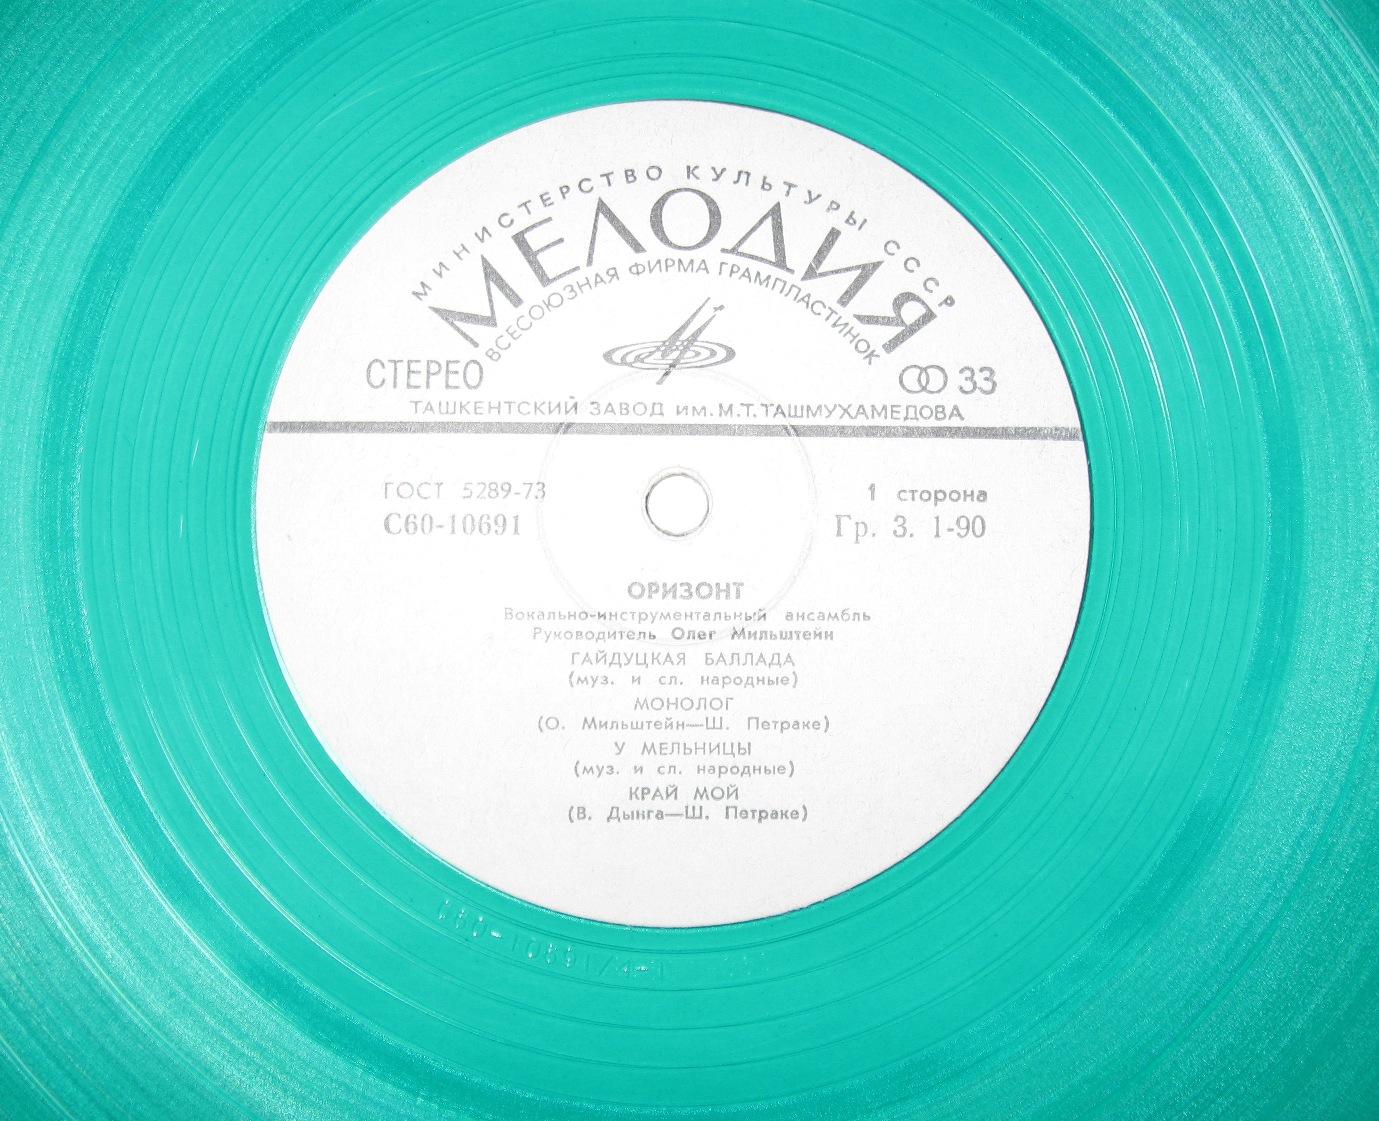 МИНИСТЕРСТВО КУЛЬТУРЫ СССР
МЕЛОДИЯ
ВСЕСОЮЗНАЯ ФИРМА ГРАМПЛАСТИНОК
СТЕРЕО
33
ТАШКЕНТСКИЙ ЗАВОД им. М.Т. ТАШМУХАМЕДОВА
ГОСТ 5289-73
1 сторона
С60-10691
Гр. 3. 1-90
ОРИЗОНТ
Вокально-инструментальный ансамбль
Руководитель Олег Мильштейн
ГАЙДУЦКАЯ БАЛЛАДА
(муз. и сл. народные)
МОНОЛОГ
(О. Мильштейн—Ш. Петраке)
У МЕЛЬНИЦЫ
(муз. и сл. народные)
КРАЙ МОЙ
(В. Дынга—Ш. Петраке)